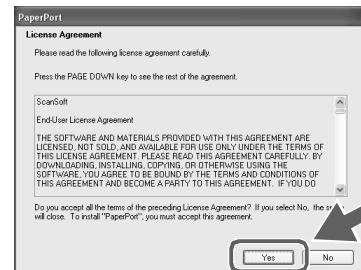 PaperPort
License Agreement
Please read the following license agreement carefully.
Press the PAGE DOWN key to see the rest of the agreement.
ScanSoft
End-User License Agreement
THE SOFTWARE AND MATERIALS PROVIDED WITH THIS AGREEMENT ARE
LICENSED, NOT SOLD, AND AVAILABLE FOR USE ONLY UNDER THE TERMS OF
THIS LICENSE AGREEMENT. PLEASE READ THIS AGREEMENT CAREFULLY. BY
DOWNLOADING, INSTALLING, COPYING, OR OTHERWISE USING THE
SOFTWARE, YOU AGREE TO BE BOUND BY THE TERMS AND CONDITIONS OF
THIS AGREEMENT AND BECOME A PARTY TO THIS AGREEMENT. IF YOU DO
Do you accept all the terms of the preceding License Agreement? If you select No, the
will close. To install "PaperPort", you must accept this agreement.
Yes No